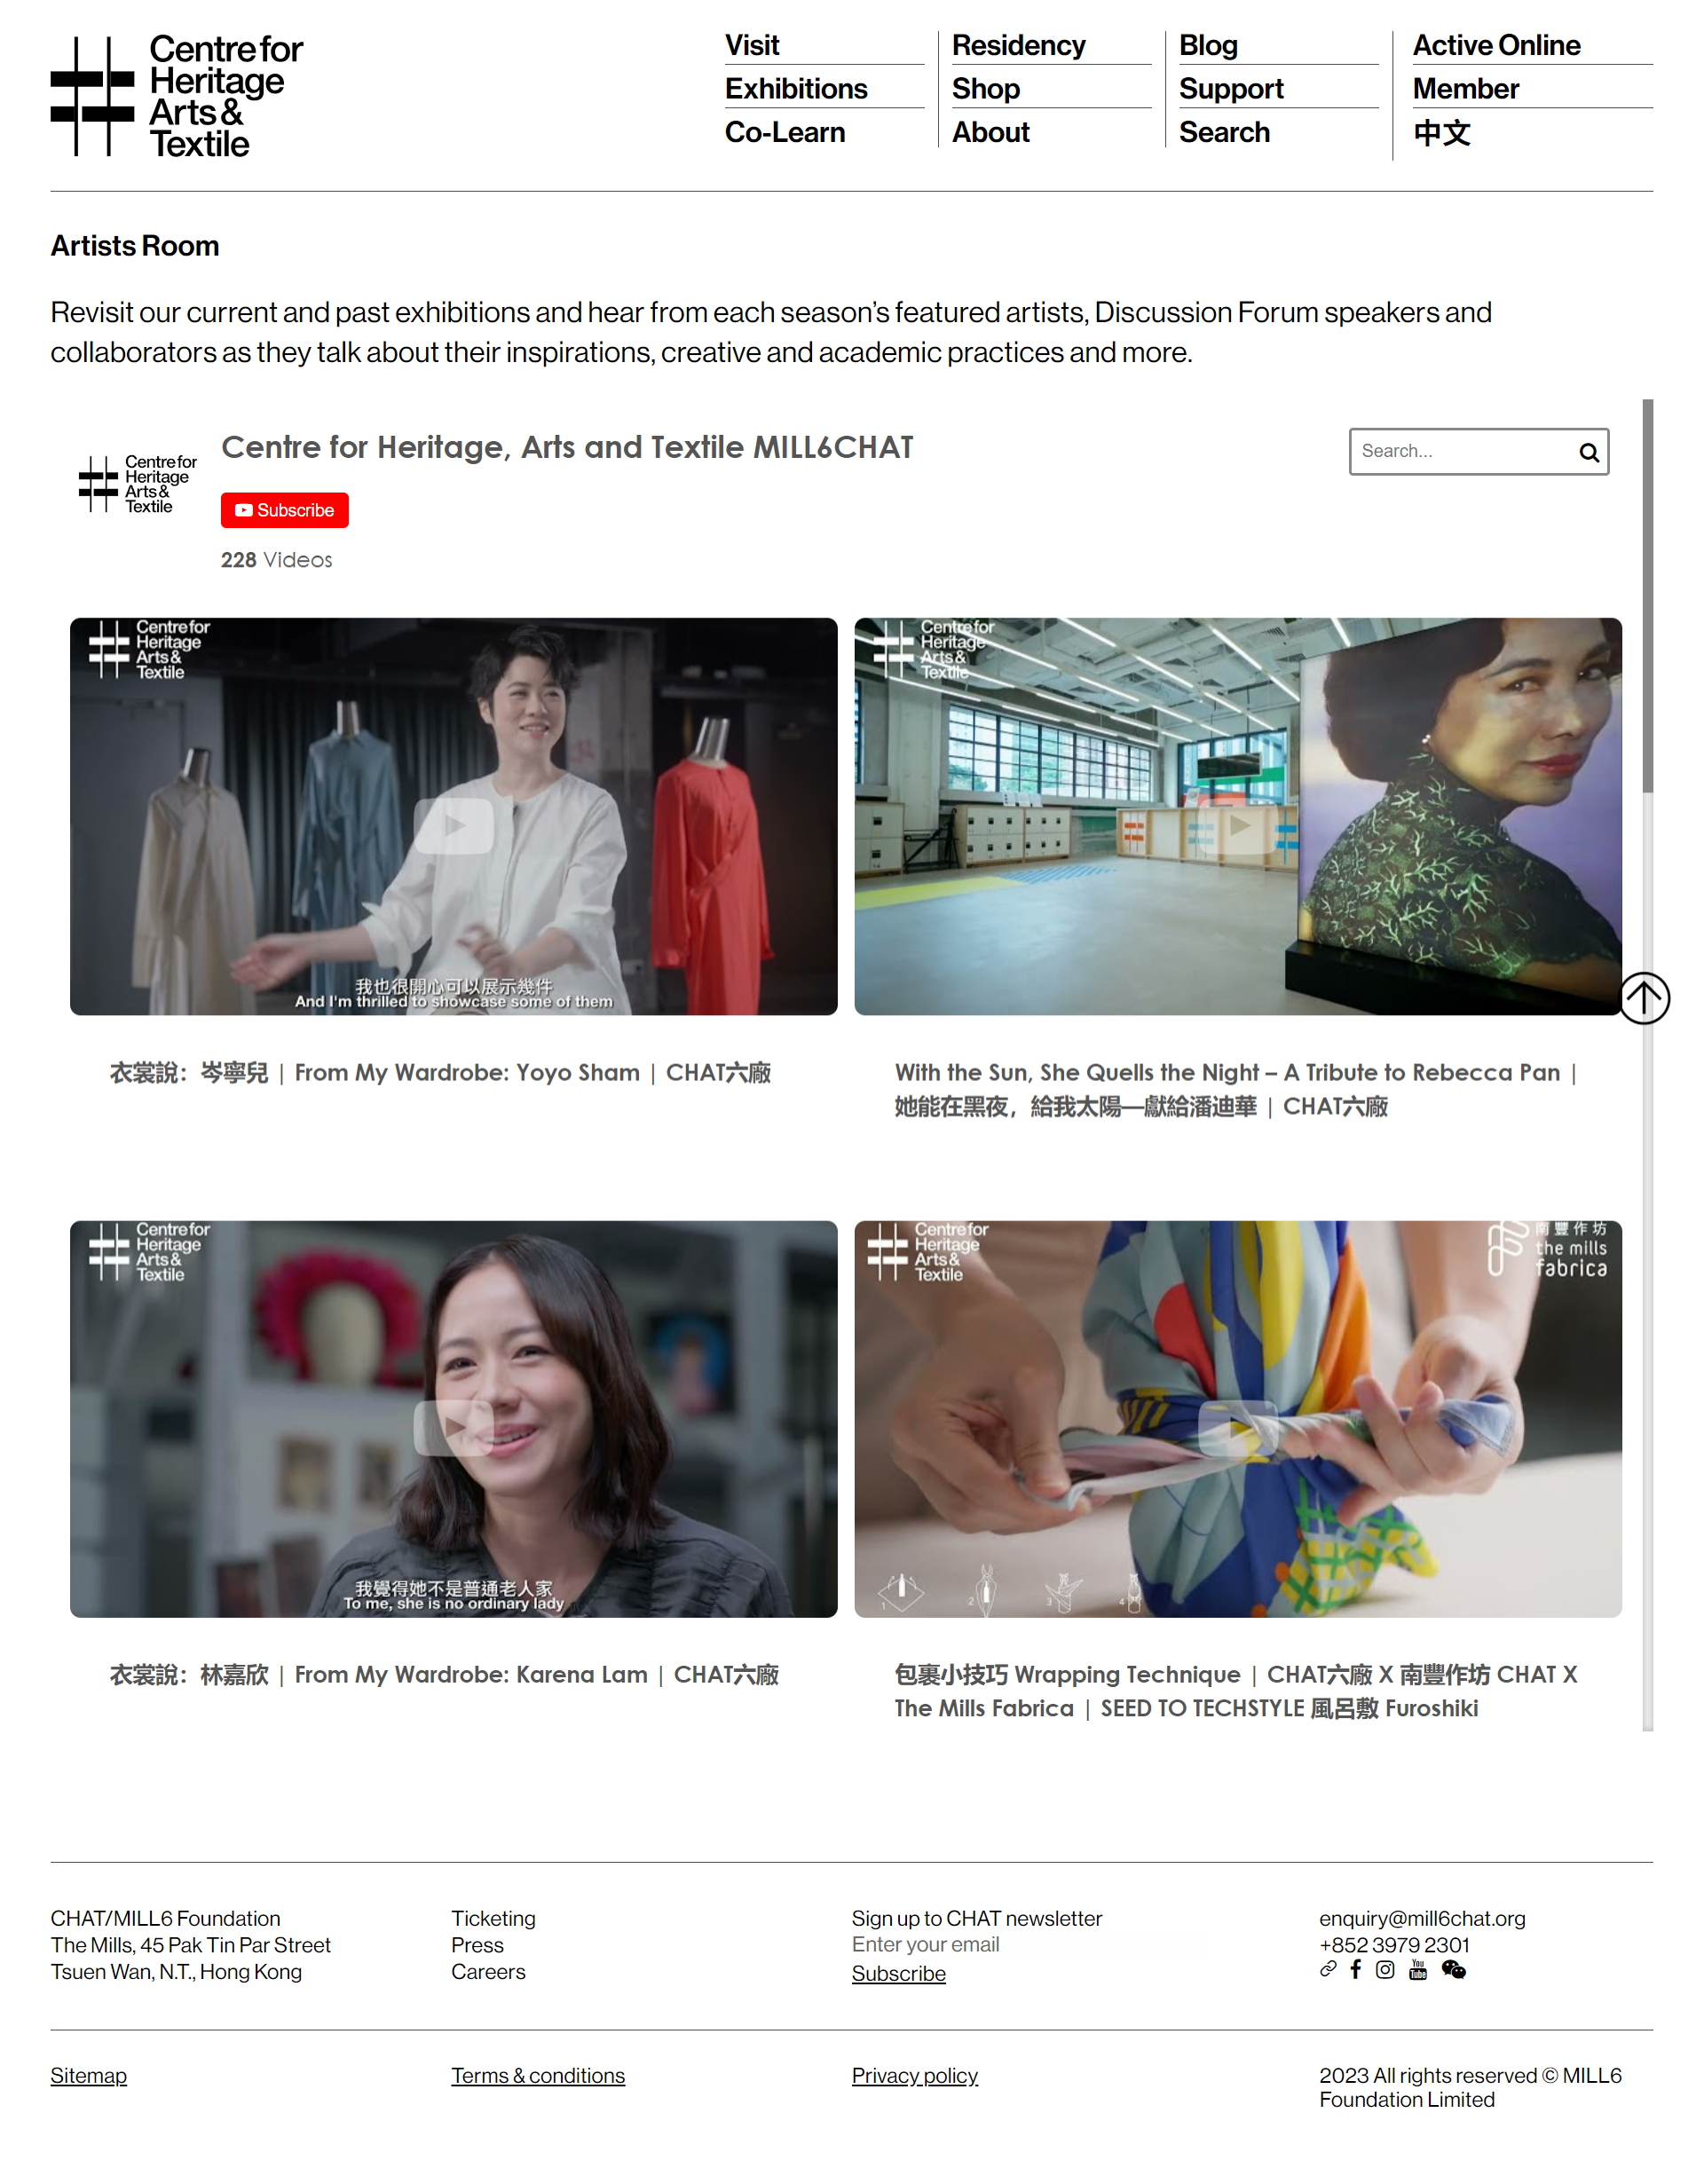 Centre for
Heritage
Arts &
Textile
Visit
Exhibitions
Co-Learn
Residency
Shop
About
Blog
Support
Search
Active Online
Member
中文
Artists Room
Revisit our current and past exhibitions and hear from each season’s featured artists, Discussion Forum speakers and
collaborators as they talk about their inspirations, creative and academic practices and more.
Centre for
Heritage
Arts &
Textile
Centre for Heritage, Arts and Textile MILL6CHAT
Subscribe
228 Videos
Search...
Centre for
Heritage
Arts &
Textile
我也很開心可以展示幾件
And I'm thrilled to showcase some of them
Centre for
Heritage
Arts &
Textile
衣裳說：岑寧兒 | From My Wardrobe: Yoyo Sham | CHAT六廠
With the Sun, She Quells the Night – A Tribute to Rebecca Pan |
她能在黑夜，給我太陽—獻給潘迪華 | CHAT六廠
Centre for
Heritage
Arts &
Textile
我覺得她不是普通老人家
To me, she is no ordinary lady
Centre for
Heritage
Arts &
Textile
南豐作坊
the mills
fabrica
1
2
3
4
衣裳說：林嘉欣 | From My Wardrobe: Karena Lam | CHAT六廠
包裹小技巧 Wrapping Technique | CHAT六廠 X 南豐作坊 CHAT X
The Mills Fabrica | SEED TO TECHSTYLE 風呂敷 Furoshiki
CHAT/MILL6 Foundation
The Mills, 45 Pak Tin Par Street
Tsuen Wan, N.T., Hong Kong
Ticketing
Press
Careers
Sign up to CHAT newsletter
Enter your email
Subscribe
enquiry@mill6chat.org
+852 3979 2301
You
Tube
Sitemap
Terms & conditions
Privacy policy
2023 All rights reserved © MILL6
Foundation Limited